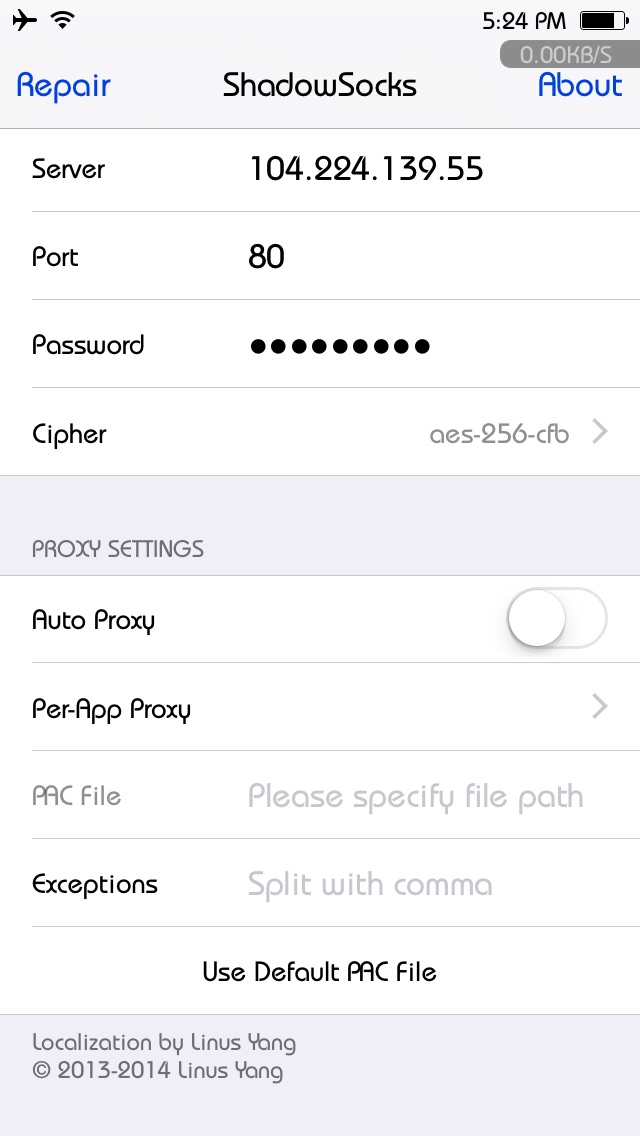 5:24 PM
0.00KB/S
Repair ShadowSocks About
Server 104.224.139.55
Port 80
Password ●●●●●●●●●
Cipher aes-256-cfb
PROXY SETTINGS
Auto Proxy
Per-App Proxy
PAC File Please specify file path
Exceptions Split with comma
Use Default PAC File
Localization by Linus Yang
© 2013-2014 Linus Yang